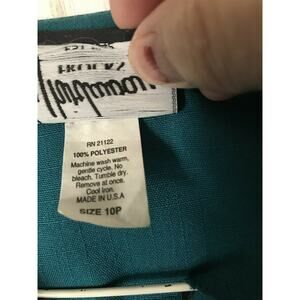 RN 21122
100% POLYESTER
Machine wash warm,
gentle cycle. No
bleach. Tumble dry.
Remove at once.
Cool iron.
MADE IN U.S.A
SIZE 10P